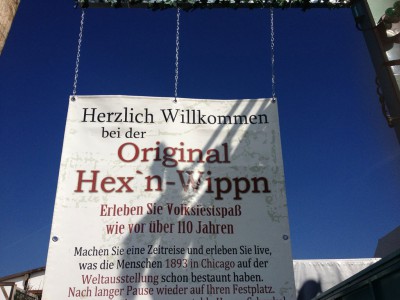 Herzlich Willkommen
bei der
Original
Hex`n-Wippn
Erleben Sie Volksfestspaß
wie vor über 110 Jahren
Machen Sie eine Zeitreise und erleben Sie live,
was die Menschen 1893 in Chicago auf der
Weltausstellung schon bestaunt haben.
Nach langer Pause wieder auf Ihren Festplatz.